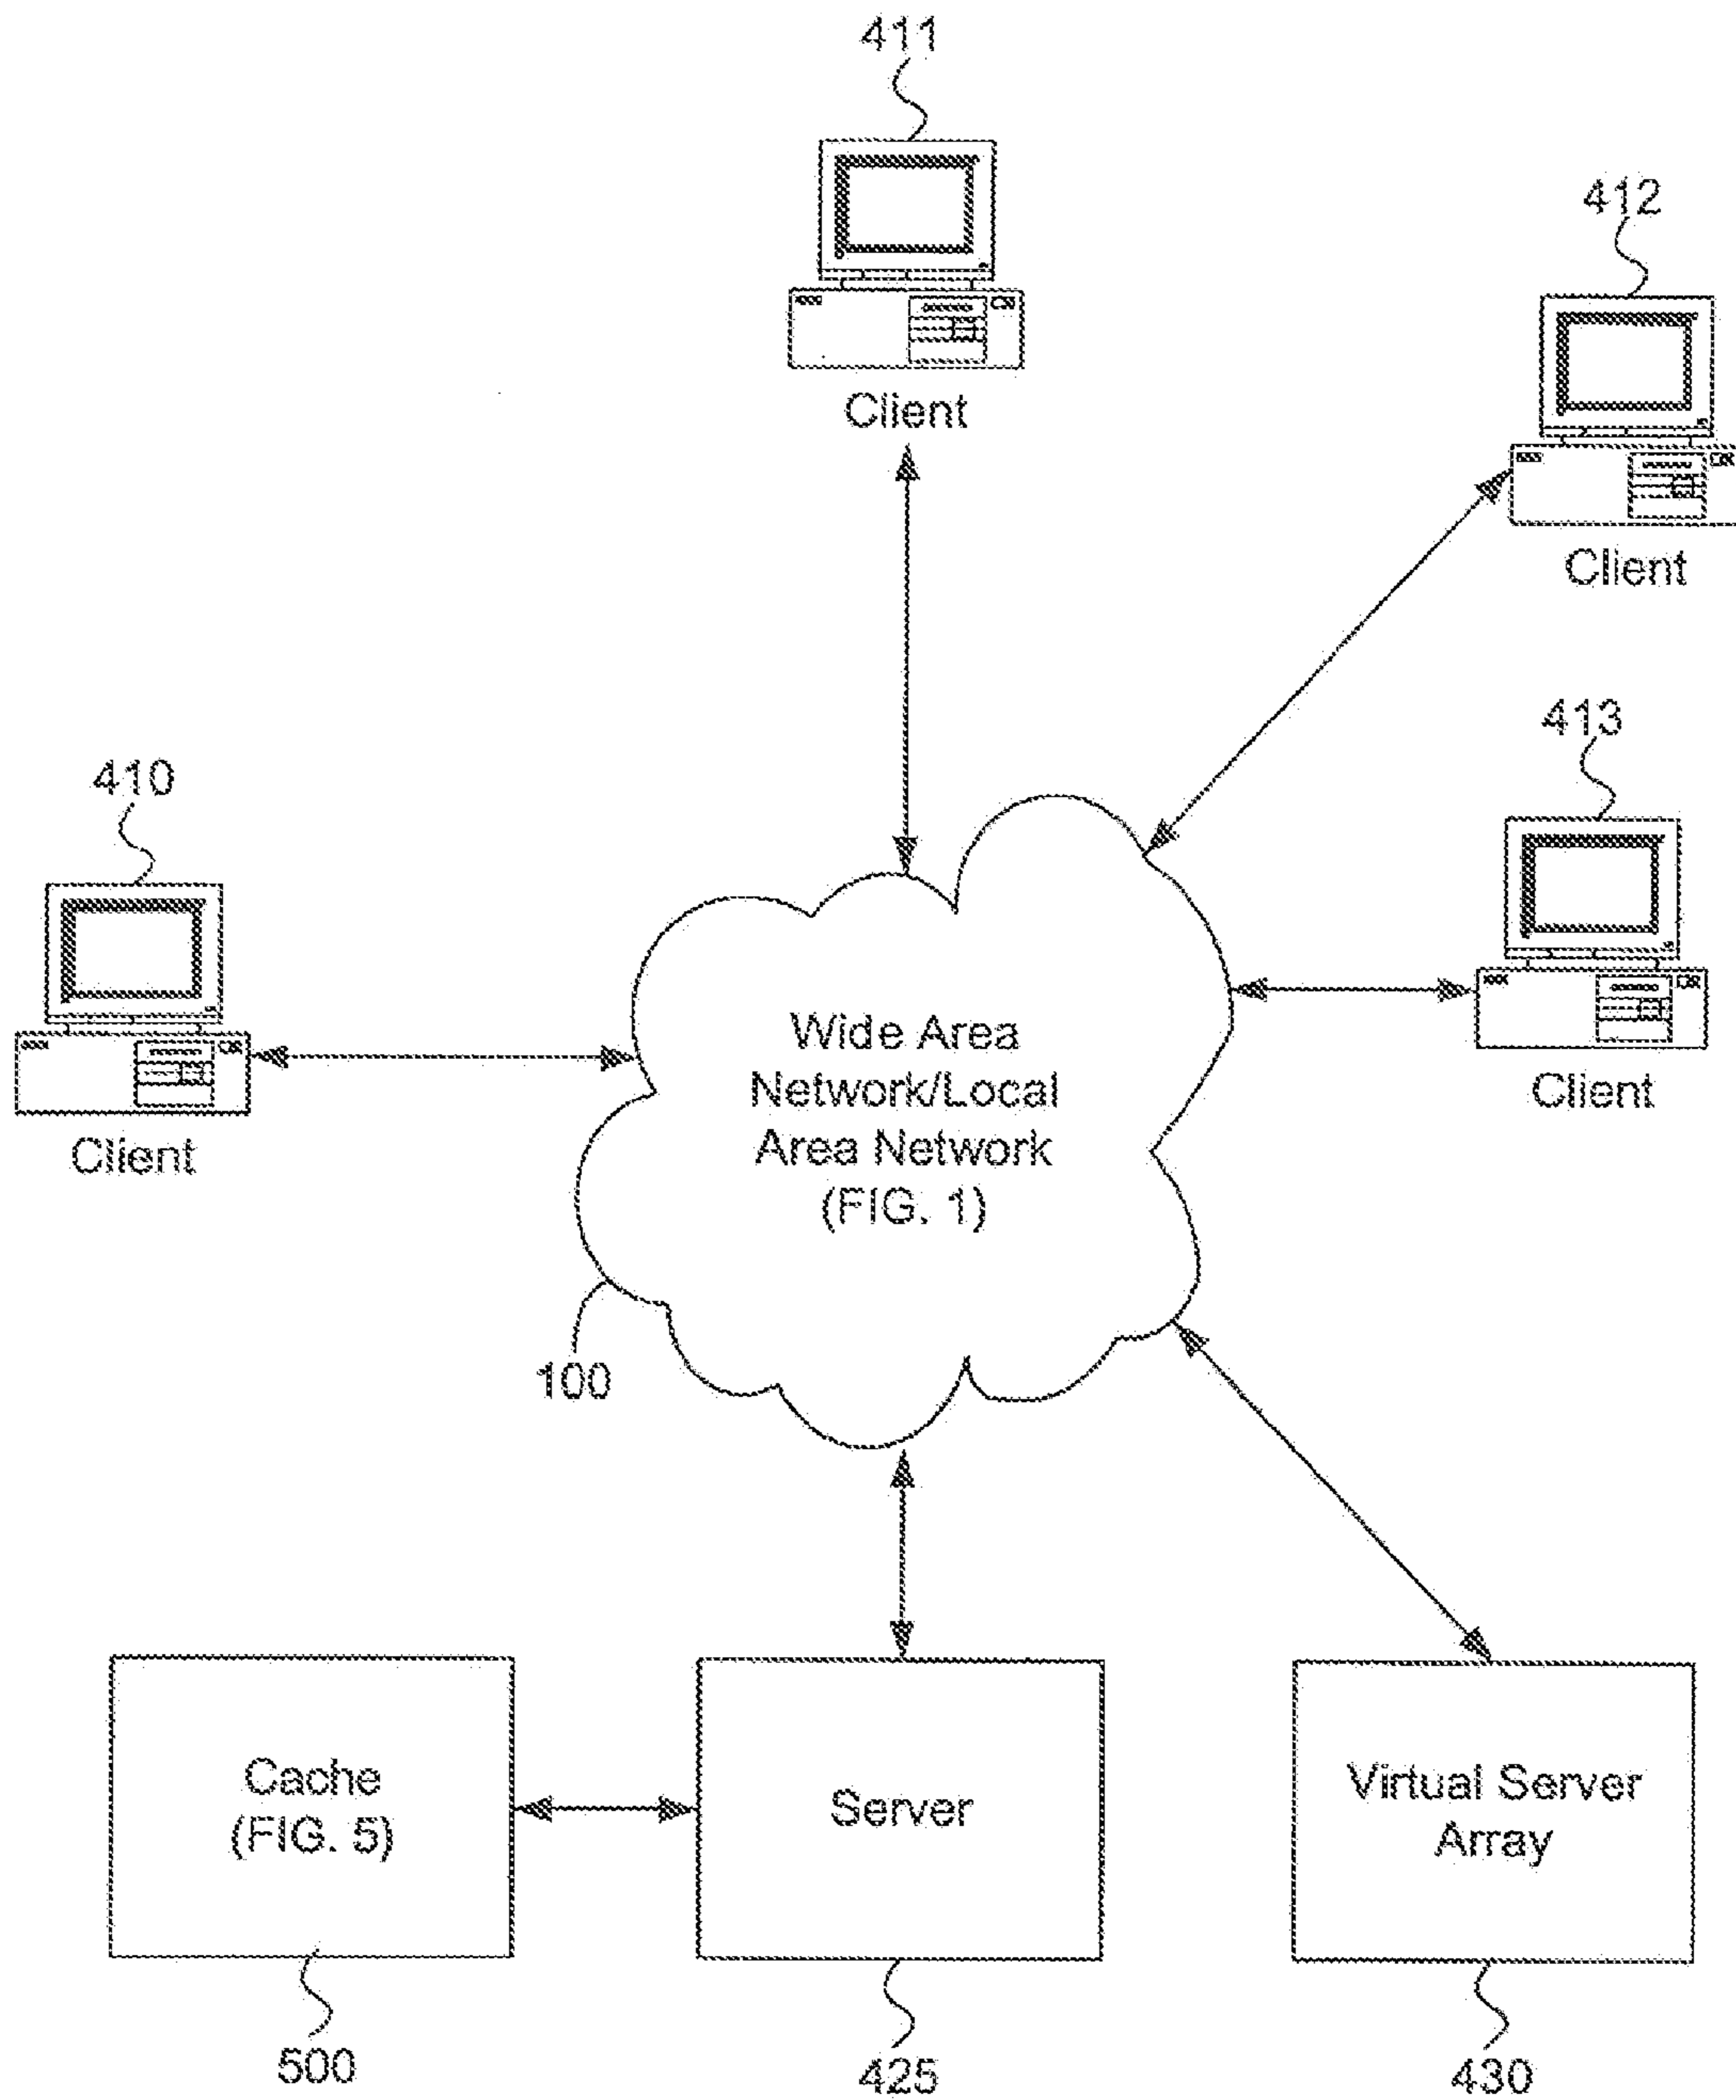 411
Client
412
Client
413
Client
410
Client
Wide Area
Network/Local
Area Network
(FIG. 1)
100
Cache
(FIG. 5)
500
Server
425
Virtual Server
Array
430